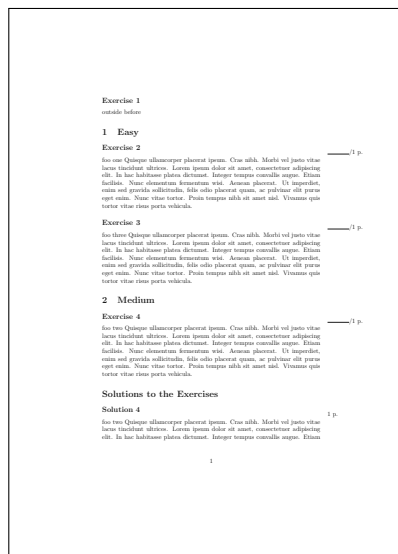 Exercise 1
outside before
1 Easy
Exercise 2
/1 p.
foo one Quisque ullamcorper placerat ipsum. Cras nibh. Morbi vel justo vitae
lacus tincidunt ultrices. Lorem ipsum dolor sit amet, consectetuer adipiscing
elit. In hac habitasse platea dictumst. Integer tempus convallis augue. Etiam
facilisis. Nunc elementum fermentum wisi. Aenean placerat. Ut imperdiet,
enim sed gravida sollicitudin, felis odio placerat quam, ac pulvinar elit purus
eget enim. Nunc vitae tortor. Proin tempus nibh sit amet nisl. Vivamus quis
tortor vitae risus porta vehicula.
Exercise 3
/1 p.
foo three Quisque ullamcorper placerat ipsum. Cras nibh. Morbi vel justo vitae
lacus tincidunt ultrices. Lorem ipsum dolor sit amet, consectetuer adipiscing
elit. In hac habitasse platea dictumst. Integer tempus convallis augue. Etiam
facilisis. Nunc elementum fermentum wisi. Aenean placerat. Ut imperdiet,
enim sed gravida sollicitudin, felis odio placerat quam, ac pulvinar elit purus
eget enim. Nunc vitae tortor. Proin tempus nibh sit amet nisl. Vivamus quis
tortor vitae risus porta vehicula.
2 Medium
Exercise 4
/1 p.
foo two Quisque ullamcorper placerat ipsum. Cras nibh. Morbi vel justo vitae
lacus tincidunt ultrices. Lorem ipsum dolor sit amet, consectetuer adipiscing
elit. In hac habitasse platea dictumst. Integer tempus convallis augue. Etiam
facilisis. Nunc elementum fermentum wisi. Aenean placerat. Ut imperdiet,
enim sed gravida sollicitudin, felis odio placerat quam, ac pulvinar elit purus
eget enim. Nunc vitae tortor. Proin tempus nibh sit amet nisl. Vivamus quis
tortor vitae risus porta vehicula.
Solutions to the Exercises
Solution 4
1 p.
foo two Quisque ullamcorper placerat ipsum. Cras nibh. Morbi vel justo vitae
lacus tincidunt ultrices. Lorem ipsum dolor sit amet, consectetuer adipiscing
elit. In hac habitasse platea dictumst. Integer tempus convallis augue. Etiam
1